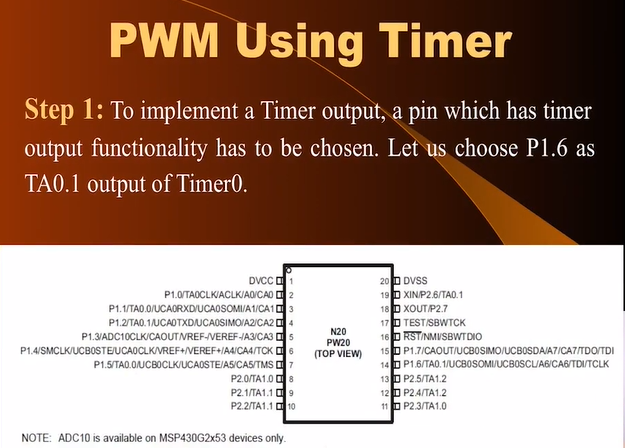 PWM Using Timer
Step 1: To implement a Timer output, a pin which has timer
output functionality has to be chosen. Let us choose P1.6 as
TA0.1 output of Timer0.
DVCC 1 20 DVSS
P1.0/TA0CLK/ACLK/A0/CA0 2 19 XIN/P2.6/TA0.1
P1.1/TA0.0/UCA0RXD/UCA0SOMI/A1/CA1 3 18 XOUT/P2.7
P1.2/TA0.1/UCA0TXD/UCA0SIMO/A2/CA2 4 17 TEST/SBWTCK
P1.3/ADC10CLK/CAOUT/VREF-/VEREF-/A3/CA3 5 16 RST/NMI/SBWTDIO
P1.4/SMCLK/UCB0STE/UCA0CLK/VREF+/VEREF+/A4/CA4/TCK 6 15 P1.7/CAOUT/UCB0SIMO/UCB0SDA/A7/CA7/TDO/TDI
P1.5/TA0.0/UCB0CLK/UCA0STE/A5/CA5/TMS 7 14 P1.6/TA0.1/UCB0SOMI/UCB0SCL/A6/CA6/TDI/TCLK
P2.0/TA1.0 8 13 P2.5/TA1.2
P2.1/TA1.1 9 12 P2.4/TA1.2
P2.2/TA1.1 10 11 P2.3/TA1.0
N20
PW20
(TOP VIEW)
NOTE: ADC10 is available on MSP430G2x53 devices only.